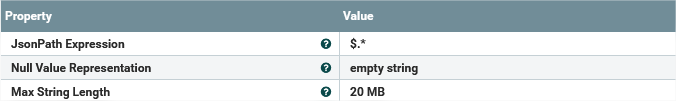 Property Value
JsonPath Expression ? $.*
Null Value Representation ? empty string
Max String Length ? 20 MB